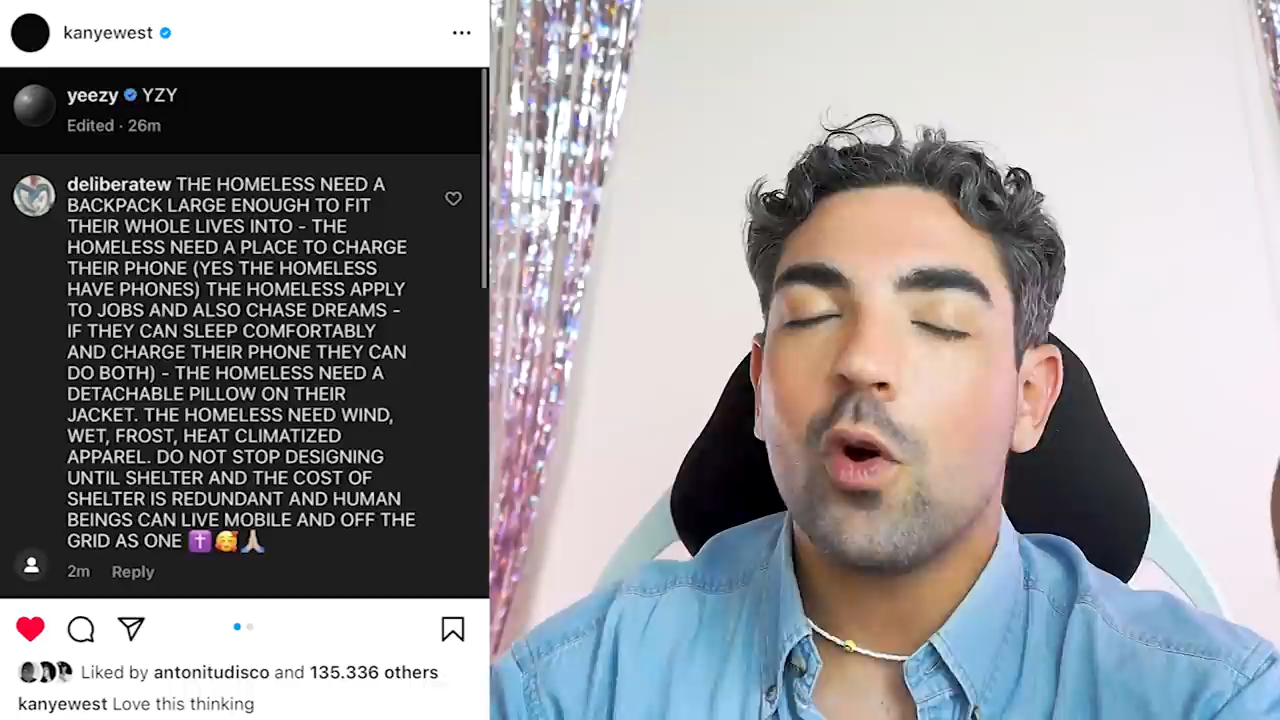 kanyewest
yeezy YZY
Edited · 26m
deliberatew THE HOMELESS NEED A
BACKPACK LARGE ENOUGH TO FIT
THEIR WHOLE LIVES INTO - THE
HOMELESS NEED A PLACE TO CHARGE
THEIR PHONE (YES THE HOMELESS
HAVE PHONES) THE HOMELESS APPLY
TO JOBS AND ALSO CHASE DREAMS -
IF THEY CAN SLEEP COMFORTABLY
AND CHARGE THEIR PHONE THEY CAN
DO BOTH) - THE HOMELESS NEED A
DETACHABLE PILLOW ON THEIR
JACKET. THE HOMELESS NEED WIND,
WET, FROST, HEAT CLIMATIZED
APPAREL. DO NOT STOP DESIGNING
UNTIL SHELTER AND THE COST OF
SHELTER IS REDUNDANT AND HUMAN
BEINGS CAN LIVE MOBILE AND OFF THE
GRID AS ONE ✝️🥰🙏🏼
2m Reply
Liked by antonitudisco and 135.336 others
kanyewest Love this thinking